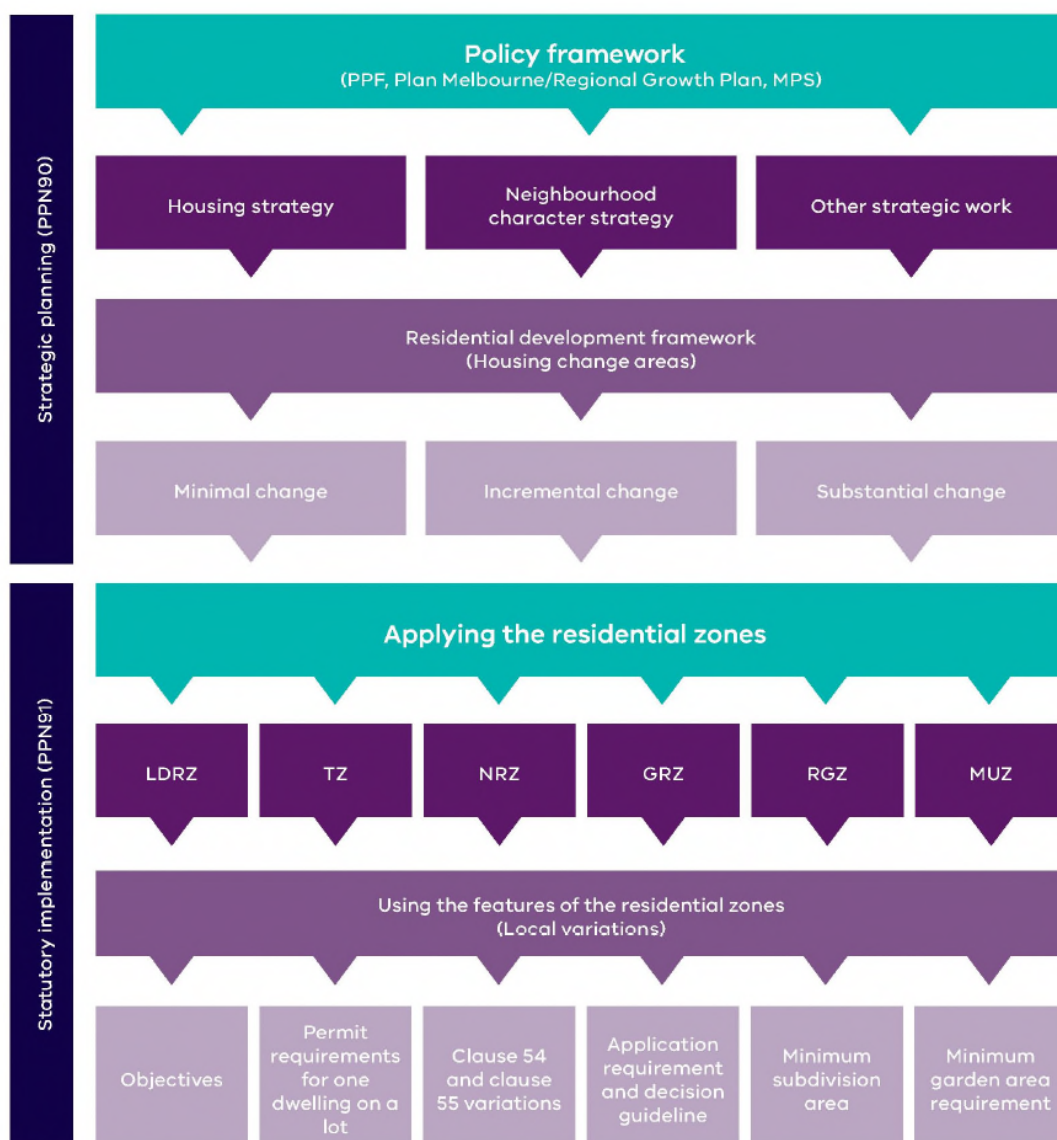 Strategic planning (PPN90)
Policy framework
(PPF, Plan Melbourne/Regional Growth Plan, MPS)
Housing strategy
Neighbourhood
character strategy
Other strategic work
Residential development framework
(Housing change areas)
Minimal change
Incremental change
Substantial change
Statutory implementation (PPN91)
Applying the residential zones
LDRZ
TZ
NRZ
GRZ
RGZ
MUZ
Using the features of the residential zones
(Local variations)
Objectives
Permit
requirements
for one
dwelling on a
lot
Clause 54
and clause
55 variations
Application
requirement
and decision
guideline
Minimum
subdivision
area
Minimum
garden area
requirement